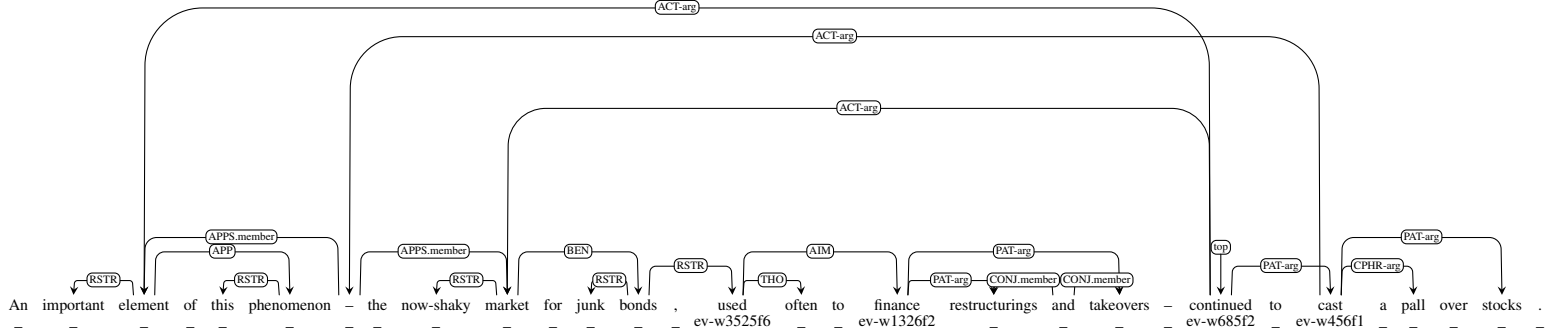 ACT-arg
ACT-arg
ACT-arg
APPS.member top PAT-arg
APP APPS.member BEN AIM PAT-arg
RSTR PAT-arg CPHR-arg
RSTR RSTR RSTR RSTR THO PAT-arg CONJ.member CONJ.member
An important element of this phenomenon – the now-shaky market for junk bonds , used often to finance restructurings and takeovers – continued to cast a pall over stocks .
_ _ _ _ _ _ _ _ _ _ _ _ _ _ ev-w3525f6 _ _ ev-w1326f2 _ _ _ _ ev-w685f2 _ ev-w456f1 _ _ _ _ _